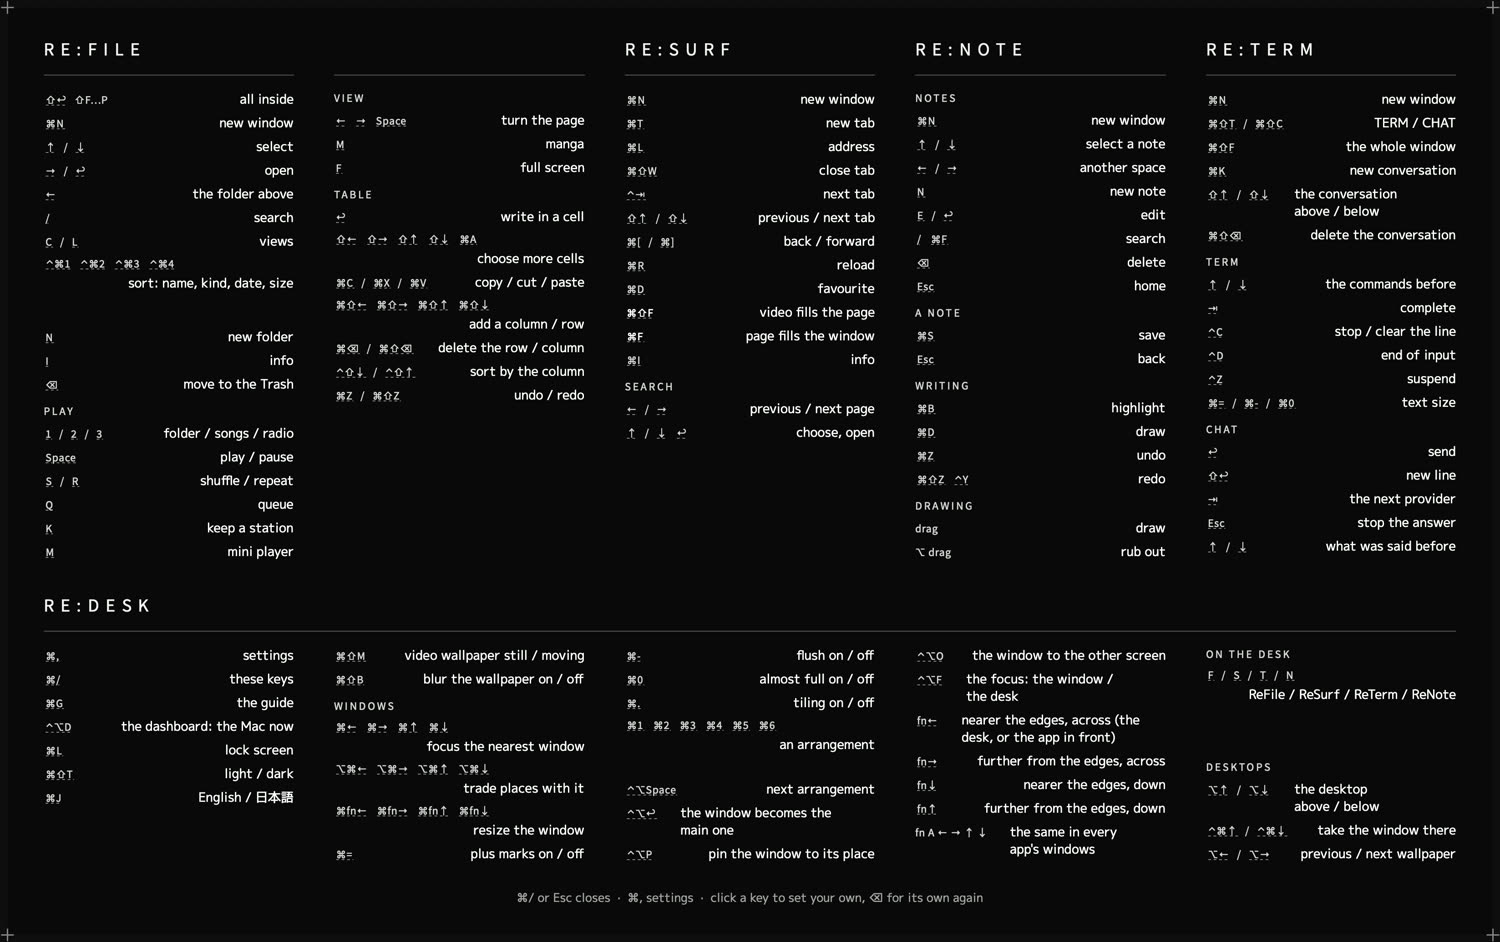 RE:FILE
⇧↩ ⇧F…P all inside
⌘N new window
↑ / ↓ select
→ / ↩ open
← the folder above
/ search
C / L views
^⌘1 ^⌘2 ^⌘3 ^⌘4
sort: name, kind, date, size
N new folder
I info
⌫ move to the Trash
PLAY
1 / 2 / 3 folder / songs / radio
Space play / pause
S / R shuffle / repeat
Q queue
K keep a station
M mini player
VIEW
← → Space turn the page
M manga
F full screen
TABLE
↩ write in a cell
⇧← ⇧→ ⇧↑ ⇧↓ ⌘A
choose more cells
⌘C / ⌘X / ⌘V copy / cut / paste
⌘⇧← ⌘⇧→ ⌘⇧↑ ⌘⇧↓
add a column / row
⌘⌫ / ⌘⇧⌫ delete the row / column
^⇧↓ / ^⇧↑ sort by the column
⌘Z / ⌘⇧Z undo / redo
RE:SURF
⌘N new window
⌘T new tab
⌘L address
⌘⇧W close tab
^⇥ next tab
⇧↑ / ⇧↓ previous / next tab
⌘[ / ⌘] back / forward
⌘R reload
⌘D favourite
⌘⇧F video fills the page
⌘F page fills the window
⌘I info
SEARCH
← / → previous / next page
↑ / ↓ ↩ choose, open
RE:NOTE
NOTES
⌘N new window
↑ / ↓ select a note
← / → another space
N new note
E / ↩ edit
/ ⌘F search
⌫ delete
Esc home
A NOTE
⌘S save
Esc back
WRITING
⌘B highlight
⌘D draw
⌘Z undo
⌘⇧Z ^Y redo
DRAWING
drag draw
⌥ drag rub out
RE:TERM
⌘N new window
⌘⇧T / ⌘⇧C TERM / CHAT
⌘⇧F the whole window
⌘K new conversation
⇧↑ / ⇧↓ the conversation
above / below
⌘⇧⌫ delete the conversation
TERM
↑ / ↓ the commands before
⇥ complete
^C stop / clear the line
^D end of input
^Z suspend
⌘= / ⌘- / ⌘0 text size
CHAT
↩ send
⇧↩ new line
⇥ the next provider
Esc stop the answer
↑ / ↓ what was said before
RE:DESK
⌘, settings
⌘/ these keys
⌘G the guide
^⌥D the dashboard: the Mac now
⌘L lock screen
⌘⇧T light / dark
⌘J English / 日本語
⌘⇧M video wallpaper still / moving
⌘⇧B blur the wallpaper on / off
WINDOWS
⌘← ⌘→ ⌘↑ ⌘↓
focus the nearest window
⌥⌘← ⌥⌘→ ⌥⌘↑ ⌥⌘↓
trade places with it
⌘fn← ⌘fn→ ⌘fn↑ ⌘fn↓
resize the window
⌘= plus marks on / off
⌘- flush on / off
⌘0 almost full on / off
⌘. tiling on / off
⌘1 ⌘2 ⌘3 ⌘4 ⌘5 ⌘6
an arrangement
^⌥Space next arrangement
^⌥↩ the window becomes the
main one
^⌥P pin the window to its place
^⌥O the window to the other screen
^⌥F the focus: the window /
the desk
fn← nearer the edges, across (the
desk, or the app in front)
fn→ further from the edges, across
fn↓ nearer the edges, down
fn↑ further from the edges, down
fn A ← → ↑ ↓ the same in every
app's windows
ON THE DESK
F / S / T / N
ReFile / ReSurf / ReTerm / ReNote
DESKTOPS
⌥↑ / ⌥↓ the desktop
above / below
^⌘↑ / ^⌘↓ take the window there
⌥← / ⌥→ previous / next wallpaper
⌘/ or Esc closes · ⌘, settings · click a key to set your own, ⌫ for its own again